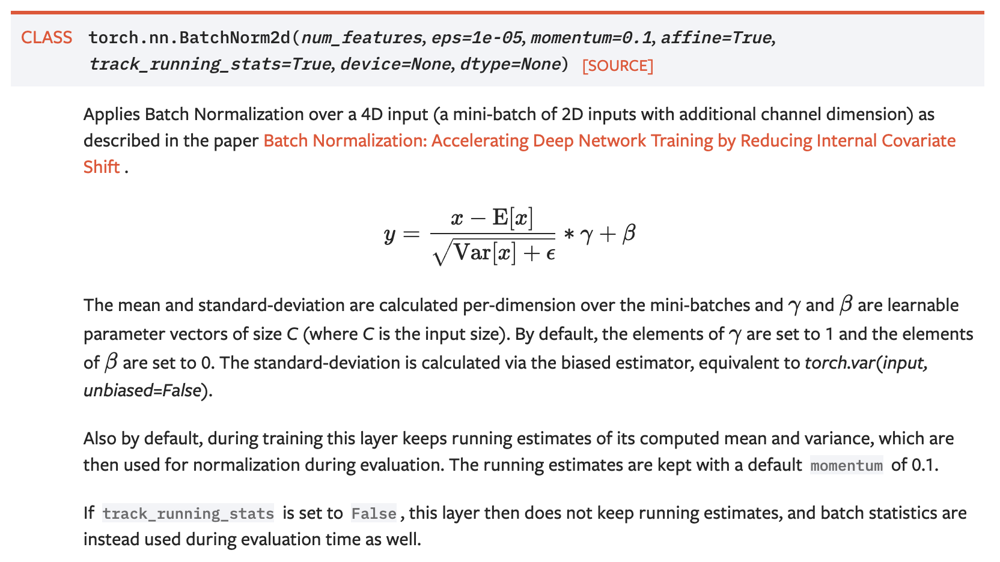 CLASS torch.nn.BatchNorm2d(num_features, eps=1e-05, momentum=0.1, affine=True,
track_running_stats=True, device=None, dtype=None) [SOURCE]
Applies Batch Normalization over a 4D input (a mini-batch of 2D inputs with additional channel dimension) as
described in the paper Batch Normalization: Accelerating Deep Network Training by Reducing Internal Covariate
Shift .
y = \frac{x - E[x]}{\sqrt{Var[x] + ϵ}} * γ + β
The mean and standard-deviation are calculated per-dimension over the mini-batches and γ and β are learnable
parameter vectors of size C (where C is the input size). By default, the elements of γ are set to 1 and the elements
of β are set to 0. The standard-deviation is calculated via the biased estimator, equivalent to torch.var(input,
unbiased=False).
Also by default, during training this layer keeps running estimates of its computed mean and variance, which are
then used for normalization during evaluation. The running estimates are kept with a default momentum of 0.1.
If track_running_stats is set to False, this layer then does not keep running estimates, and batch statistics are
instead used during evaluation time as well.